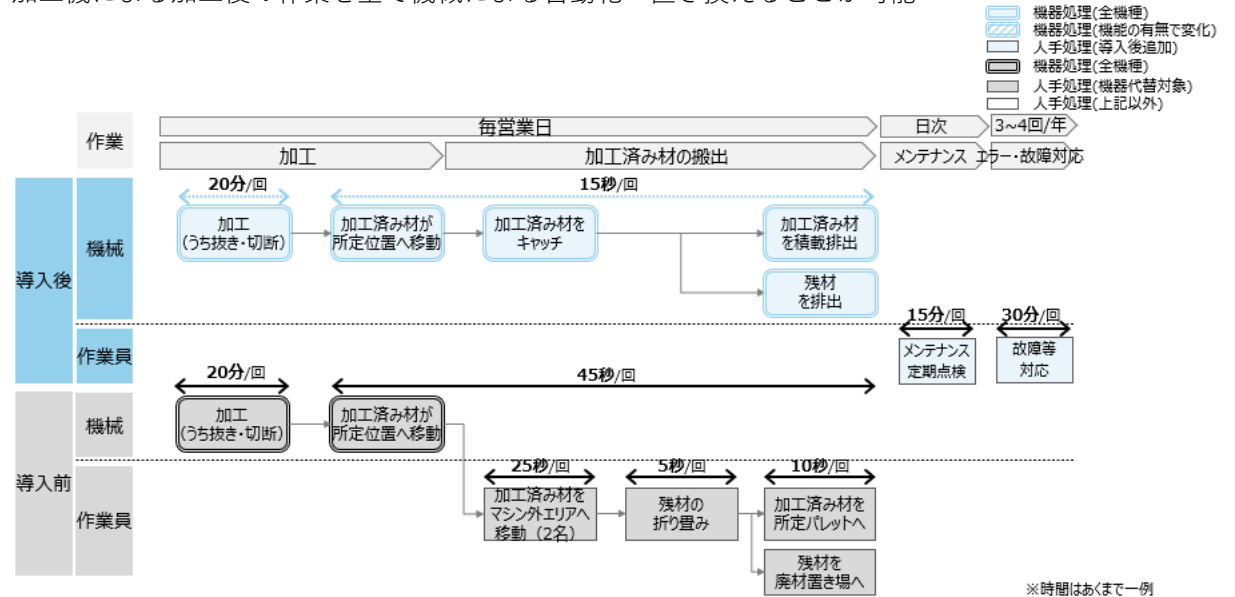 機器処理(全機種)
機器処理(機能の有無で変化)
人手処理(導入後追加)
機器処理(全機種)
人手処理(機器代替対象)
人手処理(上記以外)
作業
毎営業日
日次
3~4回/年
加工
加工済み材の搬出
メンテナンス
エラー・故障対応
導入後
機械
20分/回
15秒/回
加工
(うち抜き・切断)
加工済み材が
所定位置へ移動
加工済み材を
キャッチ
加工済み材
を積載排出
残材
を排出
作業員
15分/回
30分/回
メンテナンス
定期点検
故障等
対応
導入前
機械
20分/回
45秒/回
加工
(うち抜き・切断)
加工済み材が
所定位置へ移動
作業員
25秒/回
5秒/回
10秒/回
加工済み材を
マシン外エリアへ
移動(2名)
残材の
折り畳み
加工済み材を
所定パレットへ
残材を
廃材置き場へ
※時間はあくまで一例